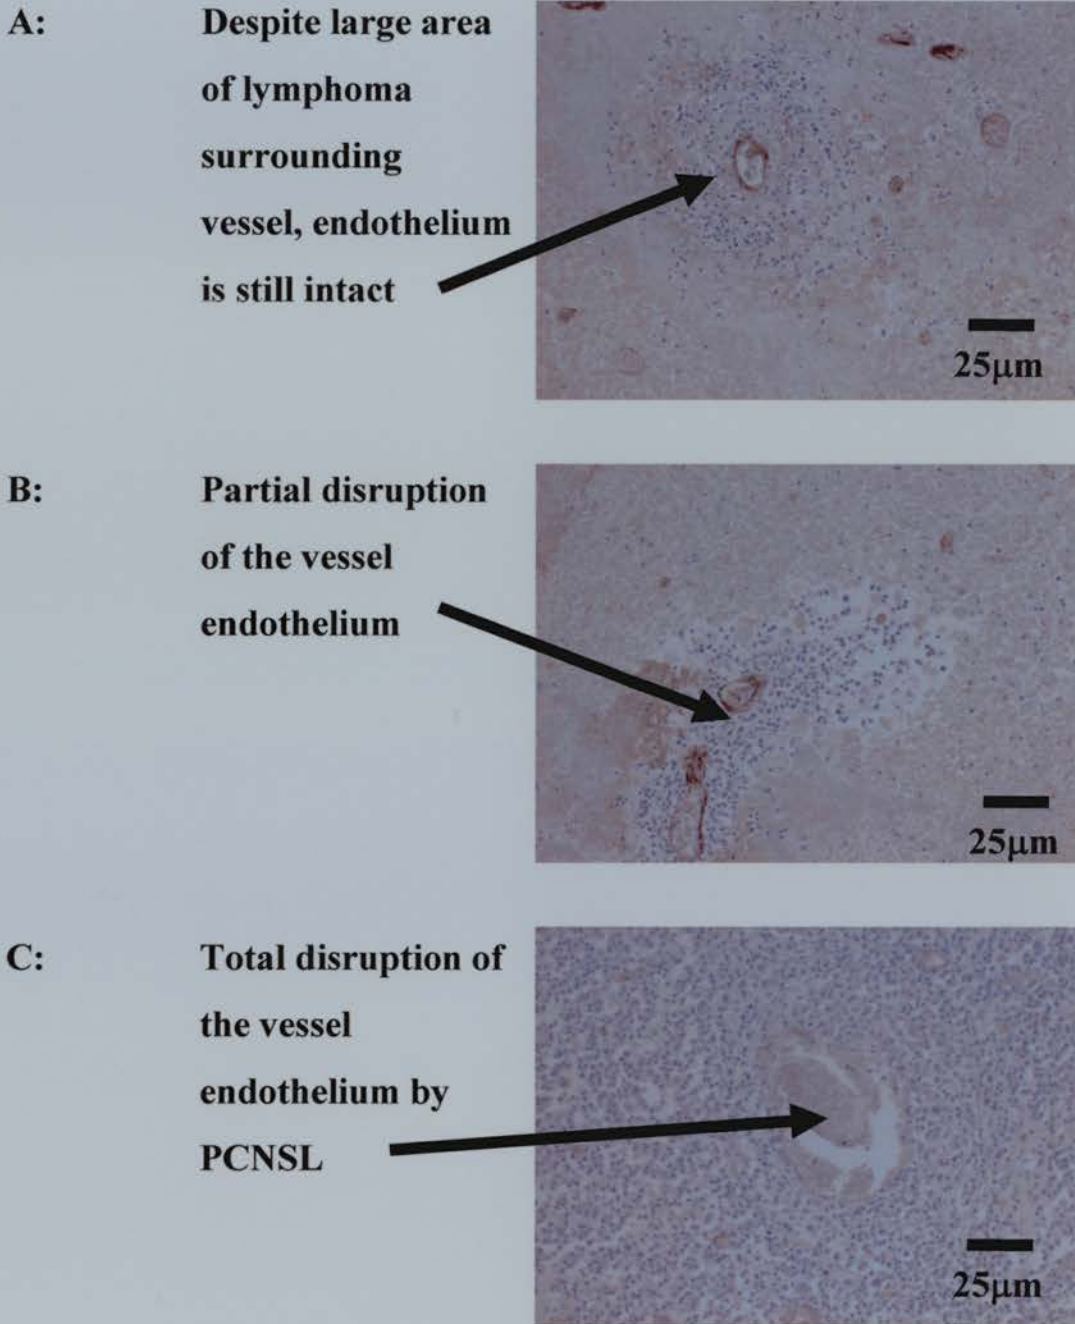 A:
Despite large area
of lymphoma
surrounding
vessel, endothelium
is still intact
25µm
B:
Partial disruption
of the vessel
endothelium
25µm
C:
Total disruption of
the vessel
endothelium by
PCNSL
25µm